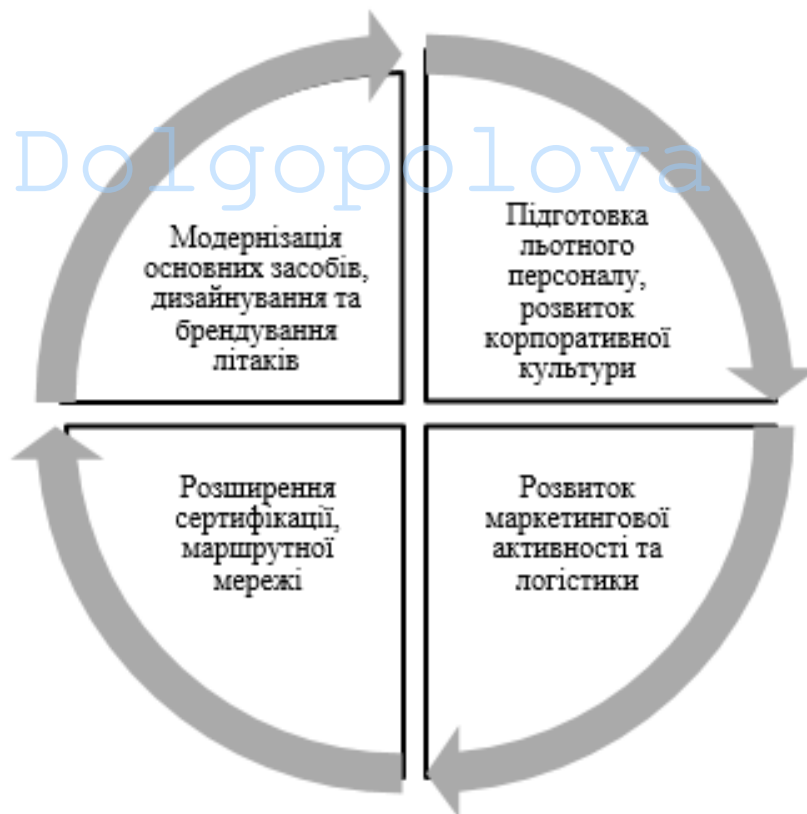 Dolgopolova
Модернізація
основних засобів,
дизайнування та
брендування
літаків
Підготовка
льотного
персоналу,
розвиток
корпоративної
культури
Розширення
сертифікації,
маршрутної
мережі
Розвиток
маркетингової
активності та
логістики